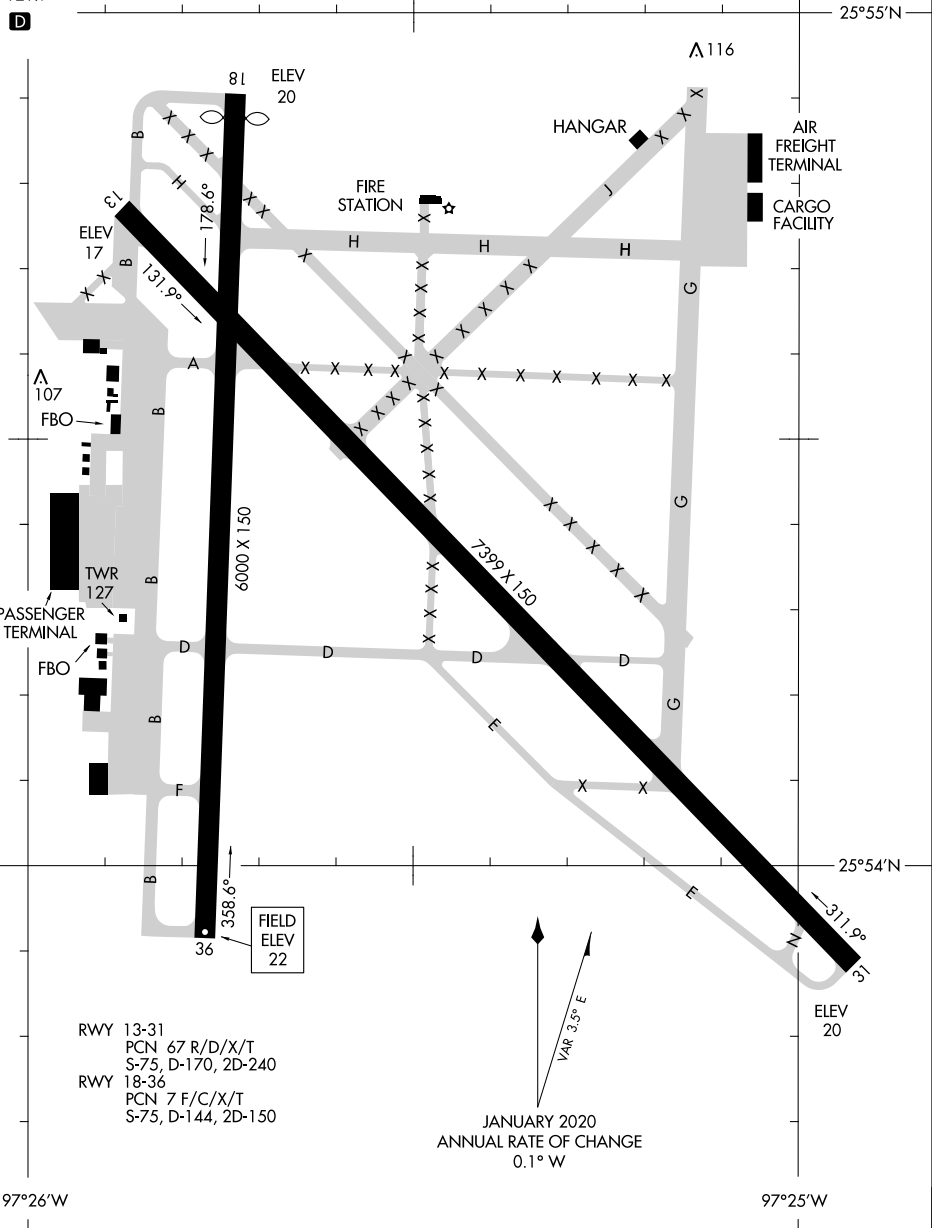 D
25°55'N
18
ELEV
20
116
HANGAR
AIR
FREIGHT
TERMINAL
CARGO
FACILITY
FIRE
STATION
B
H
J
13
ELEV
17
178.6°
131.9°
B
H
H
H
G
A
107
FBO
B
X X X X X X X X X X
6000 X 150
7399 X 150
G
B
TWR
127
PASSENGER
TERMINAL
FBO
D
D
D
D
B
E
G
F
X X
B
25°54'N
E
358.6°
36
FIELD
ELEV
22
N
311.9°
31
ELEV
20
VAR 3.5° E
RWY 13-31
PCN 67 R/D/X/T
S-75, D-170, 2D-240
RWY 18-36
PCN 7 F/C/X/T
S-75, D-144, 2D-150
JANUARY 2020
ANNUAL RATE OF CHANGE
0.1° W
97°26'W
97°25'W